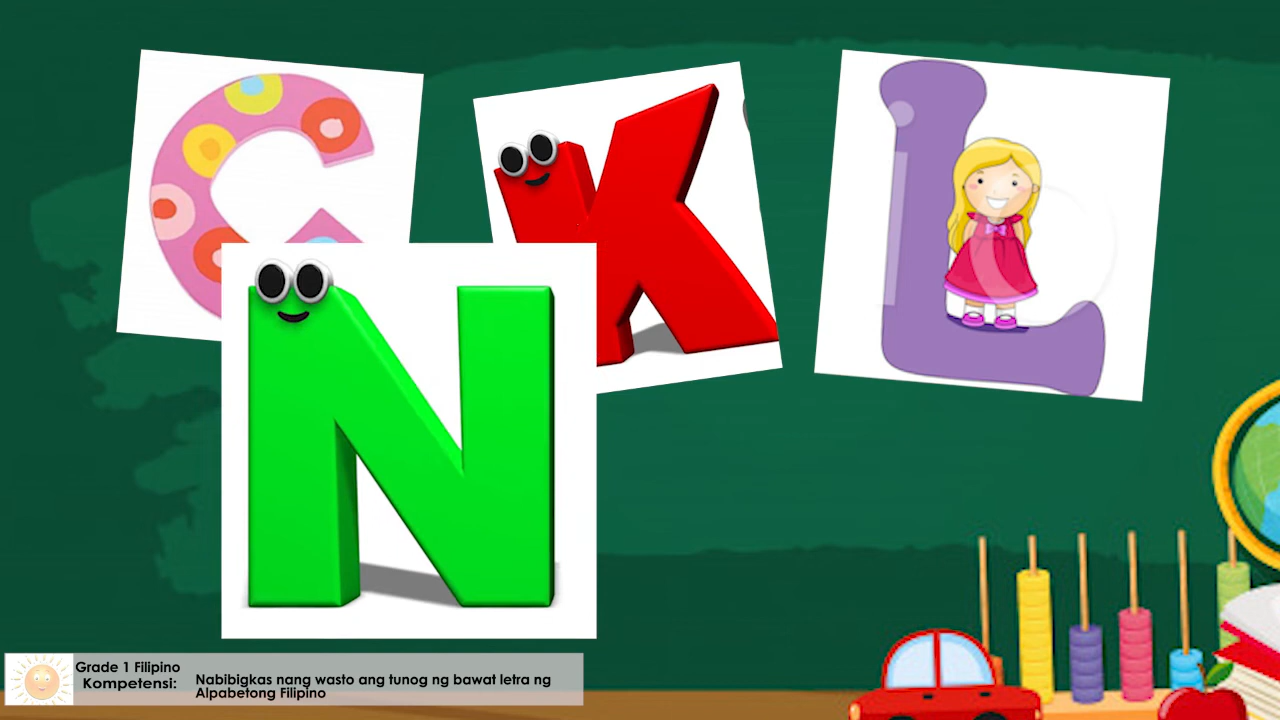 C
K
L
N
Grade 1 Filipino
Kompetensi:
Nabibigkas nang wasto ang tunog ng bawat letra ng
Alpabetong Filipino